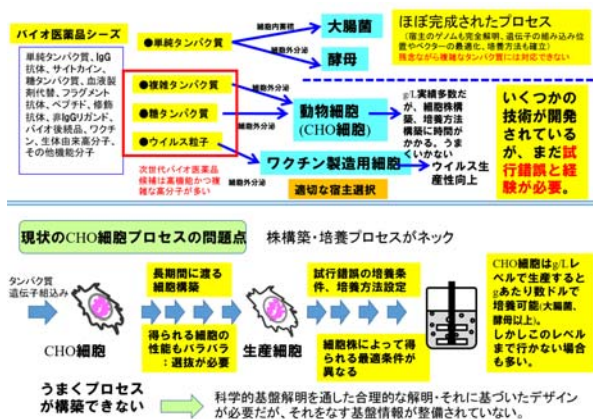 バイオ医薬品シーズ
単純タンパク質、IgG
抗体、サイトカイン、
糖タンパク質、血液製
剤代替、フラグメント
抗体、ペプチド、修飾
抗体、非IgGリガンド、
バイオ後続品、ワクチ
ン、生体由来高分子、
その他機能分子
●単純タンパク質
●複雑タンパク質
●糖タンパク質
●ウイルス粒子
次世代バイオ医薬品
候補は高機能かつ複
雑な高分子が多い
細胞内蓄積
細胞外分泌
細胞外分泌
細胞外分泌
大腸菌
酵母
動物細胞
(CHO細胞)
ワクチン製造用細胞
適切な宿主選択
ほぼ完成されたプロセス
(宿主のゲノムも完全解明、遺伝子の組み込み位
置やベクターの最適化、培養方法も確立)
残念ながら複雑なタンパク質には対応できない
g/L実績多数だ
が、細胞株構
築、培養方法
構築に時間が
かかる、うま
くいかない
ウイルス生
産性向上
いくつかの
技術が開発
されている
が、まだ試
行錯誤と経
験が必要。
現状のCHO細胞プロセスの問題点
株構築・培養プロセスがネック
タンパク質
遺伝子組込み
CHO細胞
長期間に渡る
細胞構築
得られる細胞の
性能もバラバラ
:選抜が必要
生産細胞
試行錯誤の培養条
件、培養方法設定
細胞株によって得
られる最適条件が
異なる
CHO細胞はg/Lレ
ベルで生産すると
gあたり数ドルで
培養可能(大腸菌、
酵母以上)。
しかしこのレベル
まで行かない場合
も多い。
うまくプロセス
が構築できない
科学的基盤解明を通した合理的な解明・それに基づいたデザイン
が必要だが、それをなす基盤情報が整備されていない。